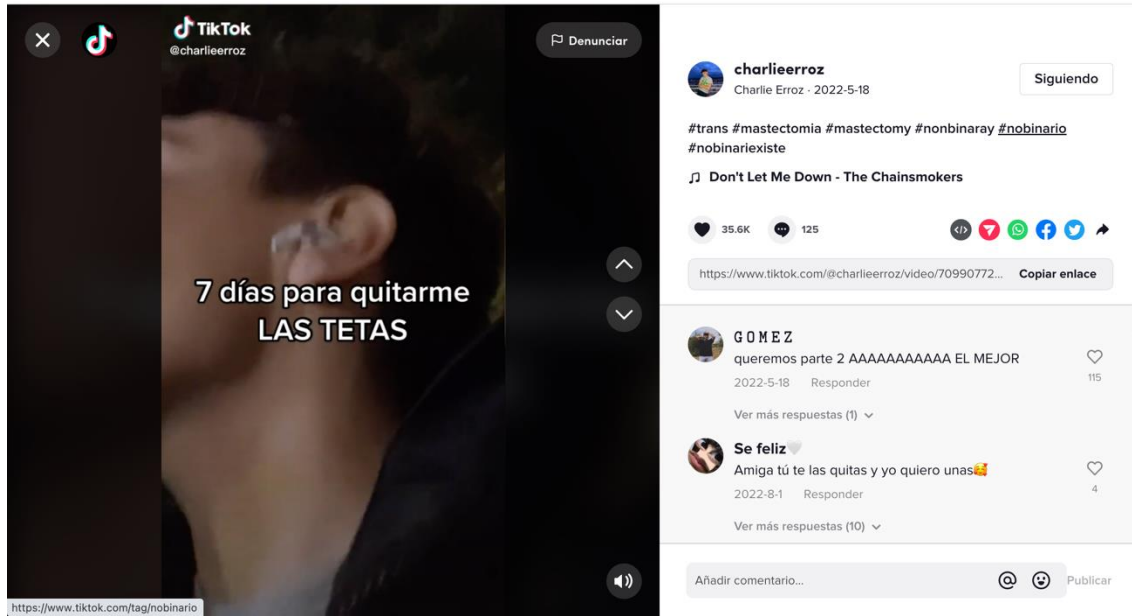 TikTok
@charlieerroz
Denunciar
7 días para quitarme
LAS TETAS
https://www.tiktok.com/tag/nobinario
charlieerroz
Charlie Erroz · 2022-5-18
Siguiendo
#trans #mastectomia #mastectomy #nonbinaray #nobinario
#nobinariexiste
Don't Let Me Down - The Chainsmokers
35.6K
125
https://www.tiktok.com/@charlieerroz/video/70990772...
Copiar enlace
GOMEZ
queremos parte 2 AAAAAAAAAAA EL MEJOR
115
2022-5-18 Responder
Ver más respuestas (1)
Se feliz🤍
Amiga tú te las quitas y yo quiero unas🥰
4
2022-8-1 Responder
Ver más respuestas (10)
Añadir comentario...
Publicar